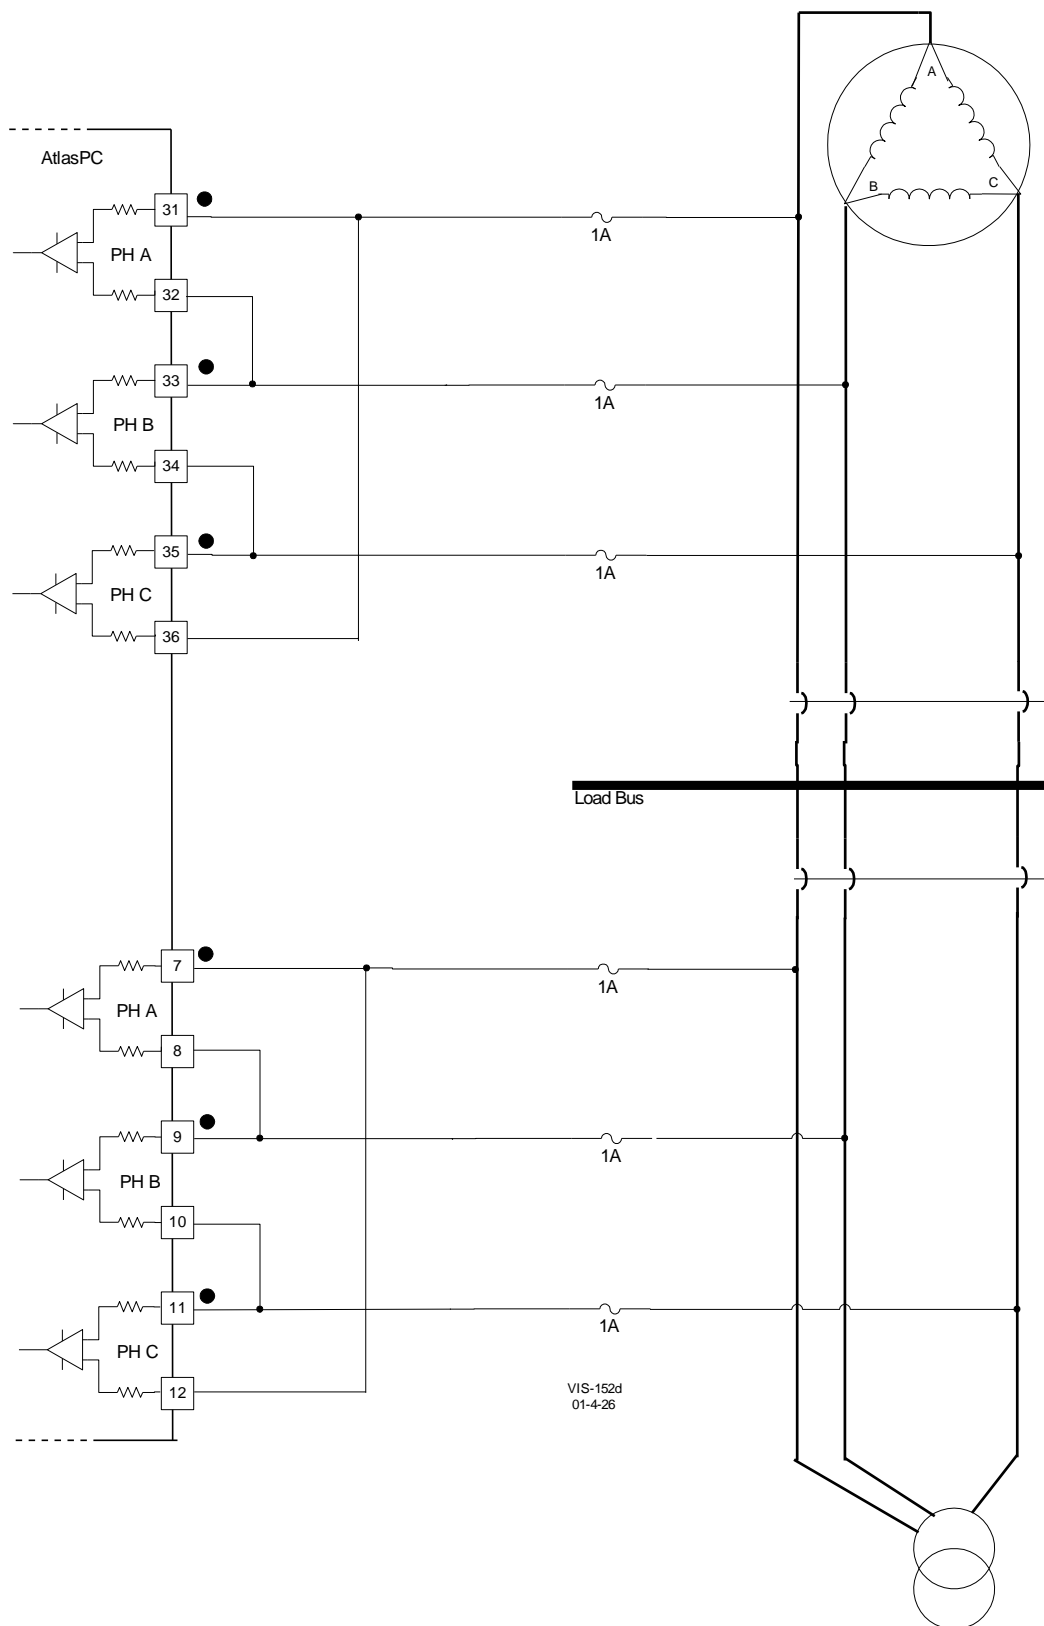 A
AtlasPC
B
C
31
1A
PH A
32
33
1A
PH B
34
35
1A
PH C
36
Load Bus
7
1A
PH A
8
9
1A
PH B
10
11
1A
PH C
12
VIS-152d
01-4-26